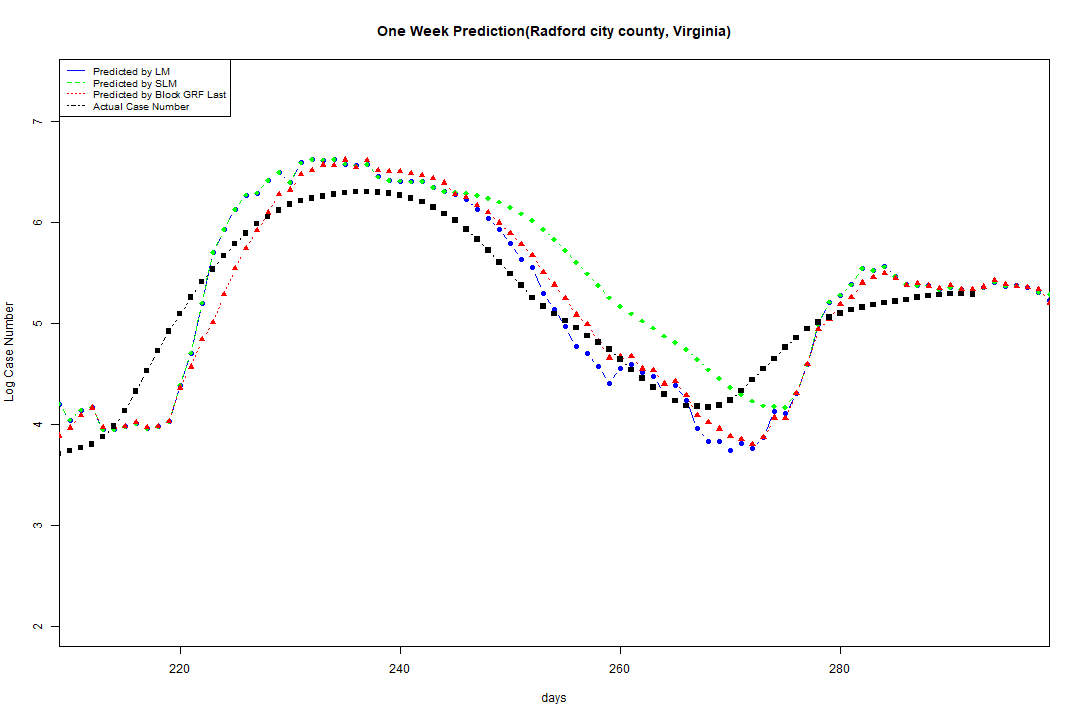 One Week Prediction(Radford city county, Virginia)
Predicted by LM
Predicted by SLM
Predicted by Block GRF Last
Actual Case Number
7
6
5
4
3
2
Log Case Number
220 240 260 280
days